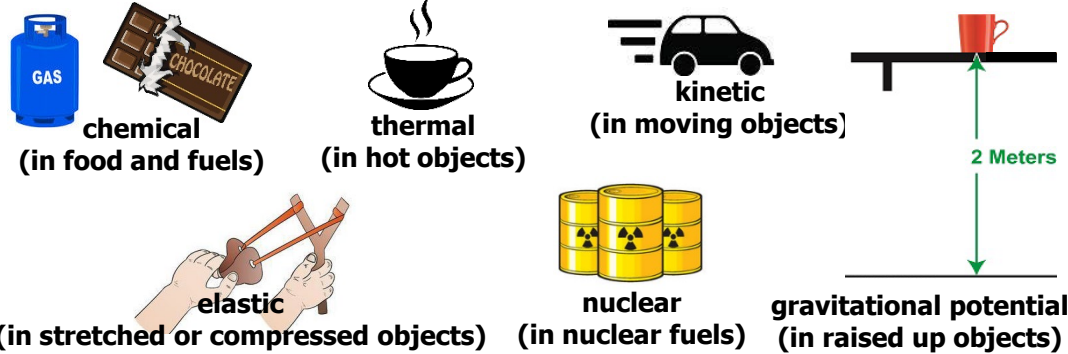 GAS
CHOCOLATE
chemical
(in food and fuels)
thermal
(in hot objects)
kinetic
(in moving objects)
2 Meters
elastic
(in stretched or compressed objects)
nuclear
(in nuclear fuels)
gravitational potential
(in raised up objects)